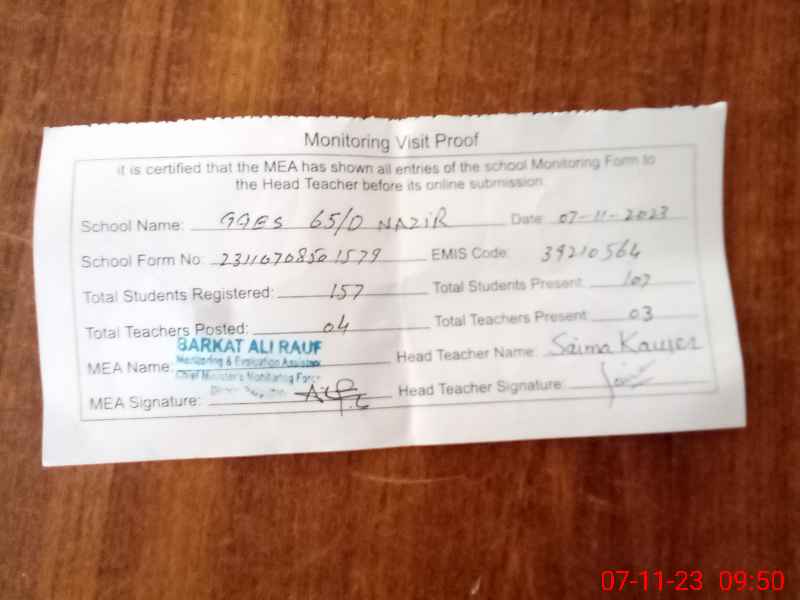 Monitoring Visit Proof
it is certified that the MEA has shown all entries of the school Monitoring Form to
the Head Teacher before its online submission.
School Name: GGES 65/D NAZIR Date: 07-11-2023
School Form No: 23110708501579 EMIS Code: 39210564
Total Students Registered: 157 Total Students Present: 107
Total Teachers Posted: 04 Total Teachers Present: 03
MEA Name: BARKAT ALI RAUF Head Teacher Name: Saima Kauser
Monitoring & Evaluation Assistant
Chief Minister's Monitoring Force
MEA Signature: Head Teacher Signature:
07-11-23 09:50